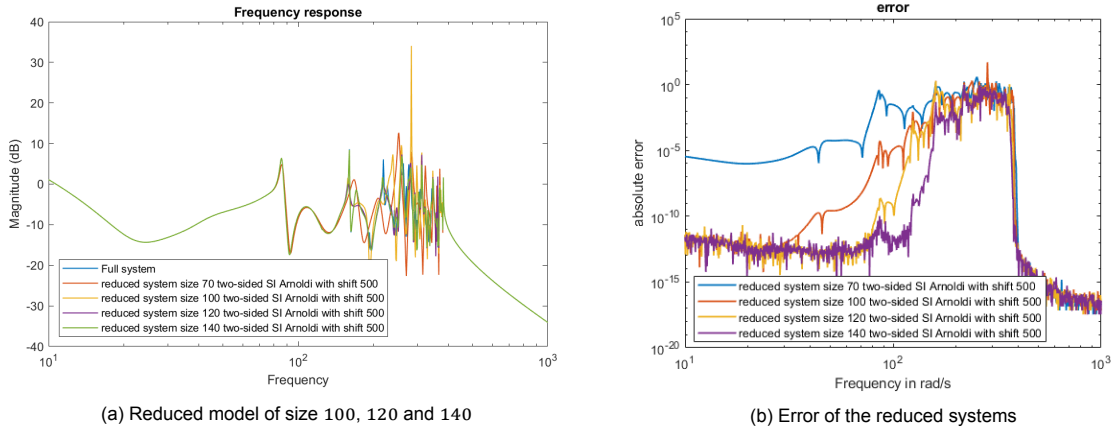 Frequency response
40
30
20
10
0
-10
-20
-30
-40
Magnitude (dB)
Full system
reduced system size 70 two-sided SI Arnoldi with shift 500
reduced system size 100 two-sided SI Arnoldi with shift 500
reduced system size 120 two-sided SI Arnoldi with shift 500
reduced system size 140 two-sided SI Arnoldi with shift 500
10^1
10^2
10^3
Frequency
(a) Reduced model of size 100, 120 and 140
error
10^5
10^0
10^-5
10^-10
10^-15
10^-20
absolute error
reduced system size 70 two-sided SI Arnoldi with shift 500
reduced system size 100 two-sided SI Arnoldi with shift 500
reduced system size 120 two-sided SI Arnoldi with shift 500
reduced system size 140 two-sided SI Arnoldi with shift 500
10^1
10^2
10^3
Frequency in rad/s
(b) Error of the reduced systems